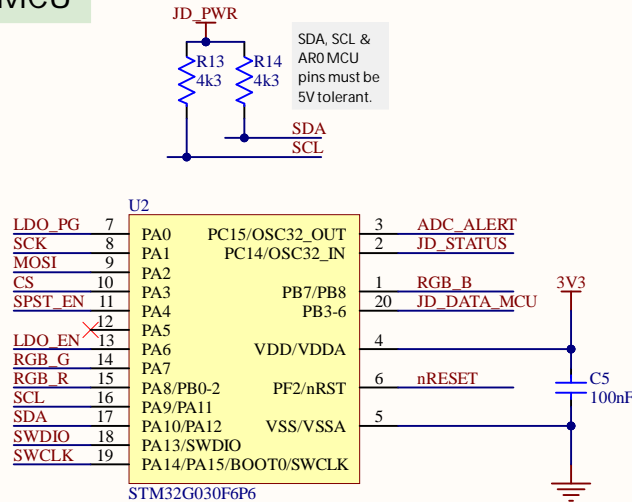 MCU
JD_PWR
R13
4k3
R14
4k3
SDA, SCL &
AR0 MCU
pins must be
5V tolerant.
SDA
SCL
U2
LDO_PG 7 PA0 PC15/OSC32_OUT 3 ADC_ALERT
SCK 8 PA1 PC14/OSC32_IN 2 JD_STATUS
MOSI 9 PA2
CS 10 PA3 PB7/PB8 1 RGB_B 3V3
SPST_EN 11 PA4 PB3-6 20 JD_DATA_MCU
12 PA5
LDO_EN 13 PA6 VDD/VDDA 4
RGB_G 14 PA7
RGB_R 15 PA8/PB0-2 PF2/nRST 6 nRESET C5
SCL 16 PA9/PA11 100nF
SDA 17 PA10/PA12 VSS/VSSA 5
SWDIO 18 PA13/SWDIO
SWCLK 19 PA14/PA15/BOOT0/SWCLK
STM32G030F6P6